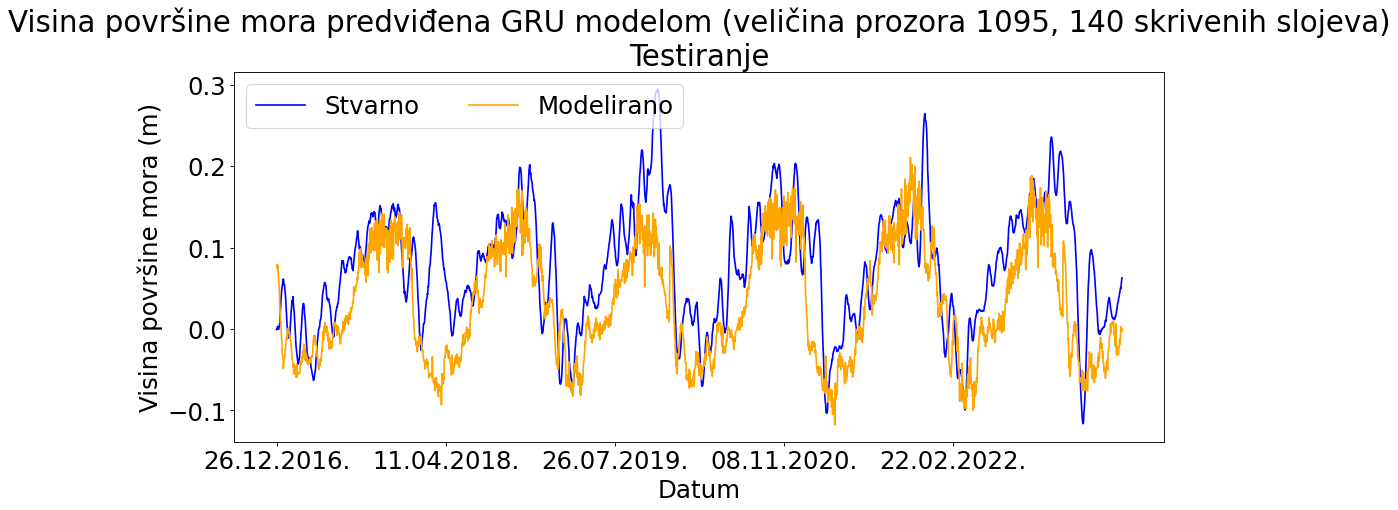 Visina površine mora predviđena GRU modelom (veličina prozora 1095, 140 skrivenih slojeva)
Testiranje
Stvarno Modelirano
Visina površine mora (m)
0.3
0.2
0.1
0.0
−0.1
26.12.2016. 11.04.2018. 26.07.2019. 08.11.2020. 22.02.2022.
Datum